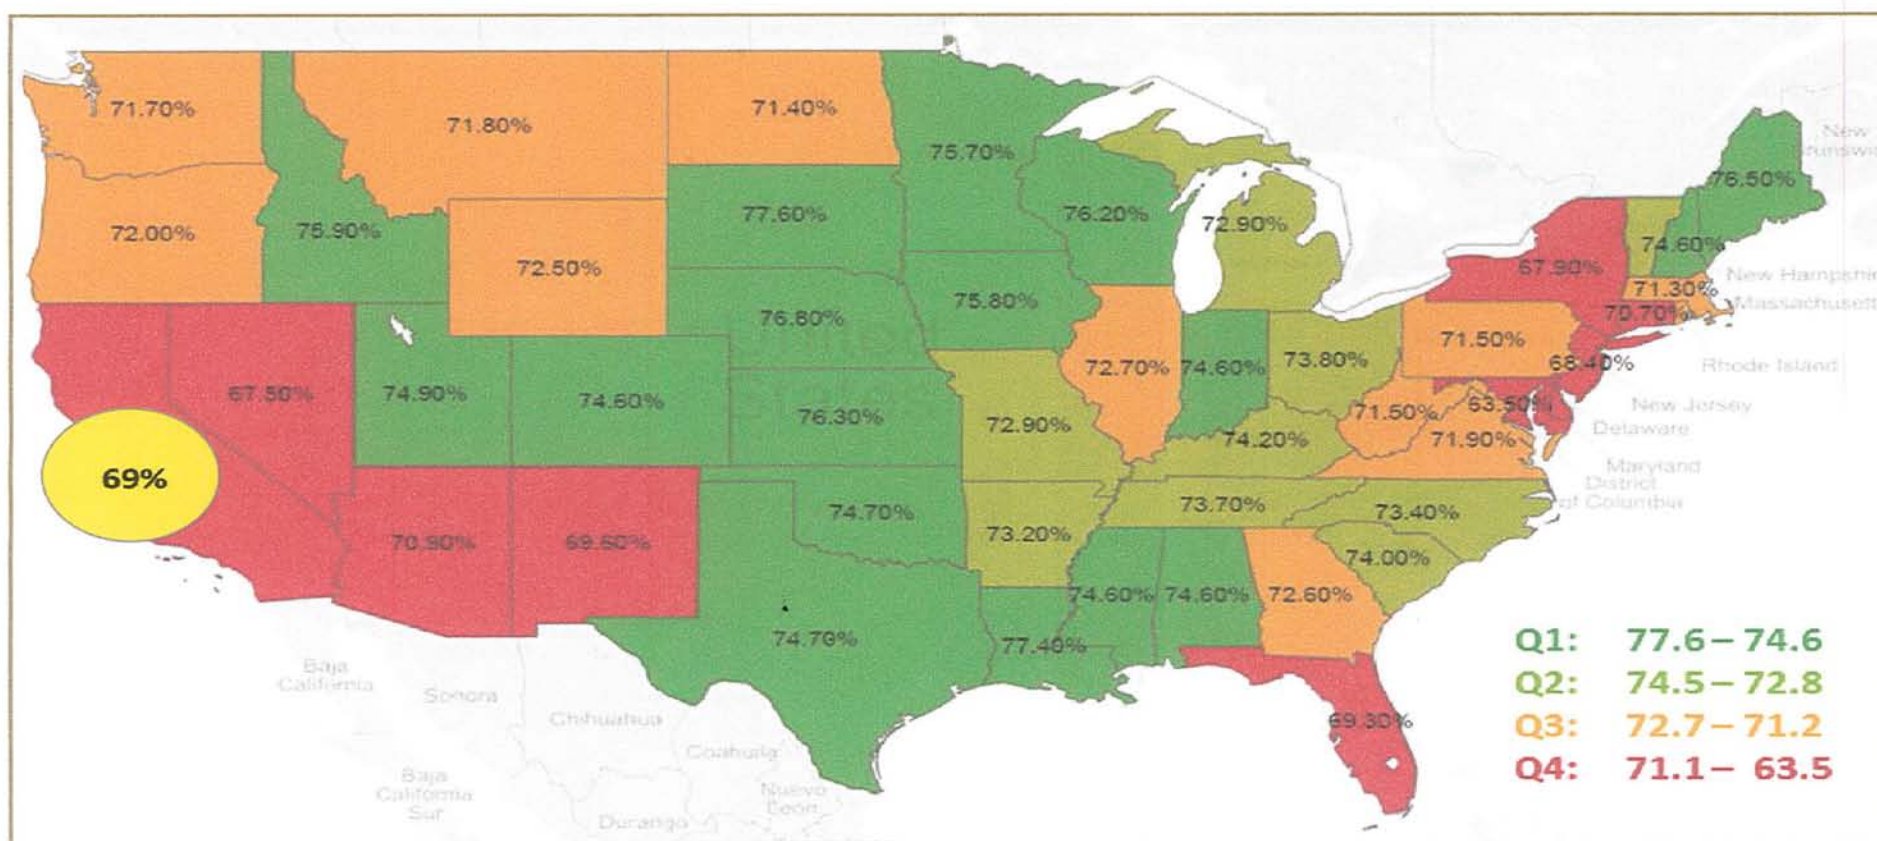 71.70%
71.80%
71.40%
75.70%
New
76.50%
72.00%
75.90%
77.60%
76.20%
72.90%
74.60%
72.50%
67.90%
New Hampshir
71.30%
Massachusett
75.80%
76.80%
70.70%
71.50%
73.80%
68.40%
72.70%
74.60%
Rhode Island
67.50%
74.90%
74.60%
76.30%
63.50%
New Jersey
71.50%
72.90%
74.20%
71.90%
Delaware
69%
Maryland
District
of Columbia
74.70%
73.70%
73.40%
70.90%
69.60%
73.20%
74.00%
74.60%
74.60%
72.60%
74.70%
77.40%
69.30%
Baja
California
Sonora
Chihuahua
Coahuila
Baja
California
Sur
Nuevo
León
Durango
Q1: 77.6 – 74.6
Q2: 74.5 – 72.8
Q3: 72.7 – 71.2
Q4: 71.1 – 63.5